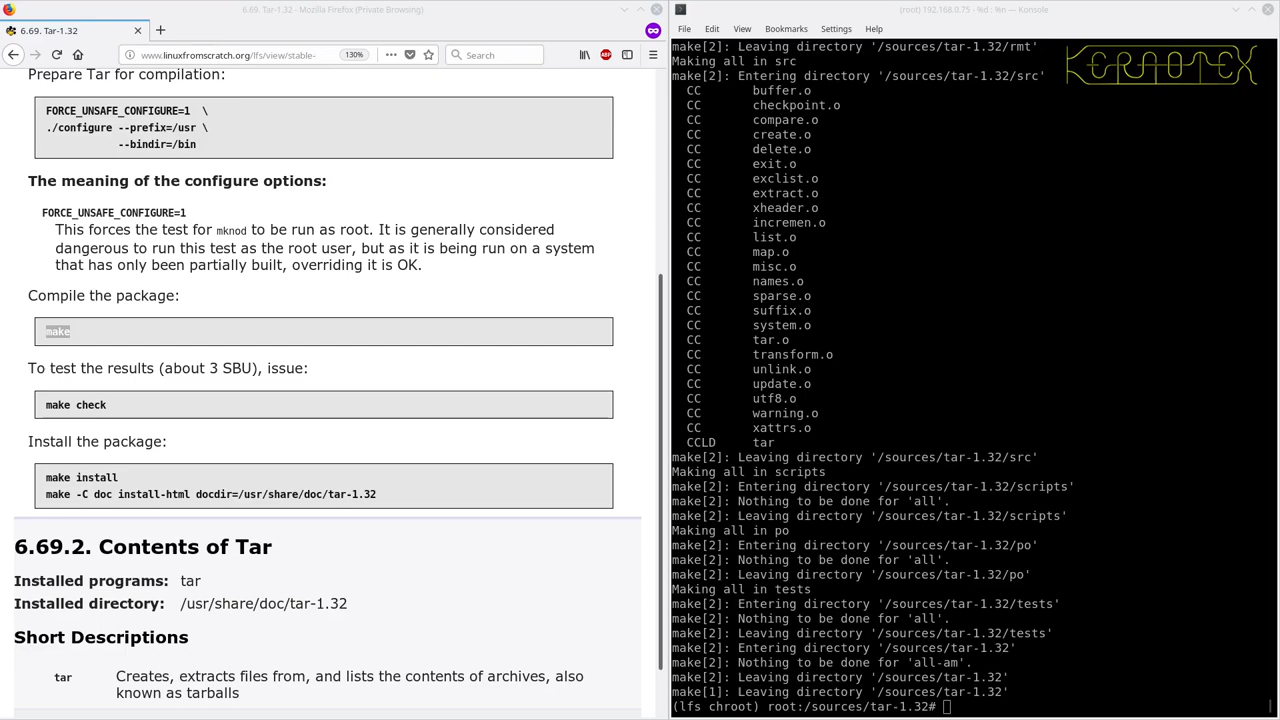 6.69. Tar-1.32 - Mozilla Firefox (Private Browsing)
6.69. Tar-1.32
www.linuxfromscratch.org/lfs/view/stable-
130%
Search
ABP
Prepare Tar for compilation:
FORCE_UNSAFE_CONFIGURE=1 \
./configure --prefix=/usr \
--bindir=/bin
The meaning of the configure options:
FORCE_UNSAFE_CONFIGURE=1
This forces the test for mknod to be run as root. It is generally considered
dangerous to run this test as the root user, but as it is being run on a system
that has only been partially built, overriding it is OK.
Compile the package:
make
To test the results (about 3 SBU), issue:
make check
Install the package:
make install
make -C doc install-html docdir=/usr/share/doc/tar-1.32
6.69.2. Contents of Tar
Installed programs: tar
Installed directory: /usr/share/doc/tar-1.32
Short Descriptions
tar Creates, extracts files from, and lists the contents of archives, also
known as tarballs
(root) 192.168.0.75 - %d : %n — Konsole
File Edit View Bookmarks Settings Help
KERAOTEX
make[2]: Leaving directory '/sources/tar-1.32/rmt'
Making all in src
make[2]: Entering directory '/sources/tar-1.32/src'
CC buffer.o
CC checkpoint.o
CC compare.o
CC create.o
CC delete.o
CC exit.o
CC exclist.o
CC extract.o
CC xheader.o
CC incremen.o
CC list.o
CC map.o
CC misc.o
CC names.o
CC sparse.o
CC suffix.o
CC system.o
CC tar.o
CC transform.o
CC unlink.o
CC update.o
CC utf8.o
CC warning.o
CC xattrs.o
CCLD tar
make[2]: Leaving directory '/sources/tar-1.32/src'
Making all in scripts
make[2]: Entering directory '/sources/tar-1.32/scripts'
make[2]: Nothing to be done for 'all'.
make[2]: Leaving directory '/sources/tar-1.32/scripts'
Making all in po
make[2]: Entering directory '/sources/tar-1.32/po'
make[2]: Nothing to be done for 'all'.
make[2]: Leaving directory '/sources/tar-1.32/po'
Making all in tests
make[2]: Entering directory '/sources/tar-1.32/tests'
make[2]: Nothing to be done for 'all'.
make[2]: Leaving directory '/sources/tar-1.32/tests'
make[2]: Entering directory '/sources/tar-1.32'
make[2]: Nothing to be done for 'all-am'.
make[2]: Leaving directory '/sources/tar-1.32'
make[1]: Leaving directory '/sources/tar-1.32'
(lfs chroot) root:/sources/tar-1.32#